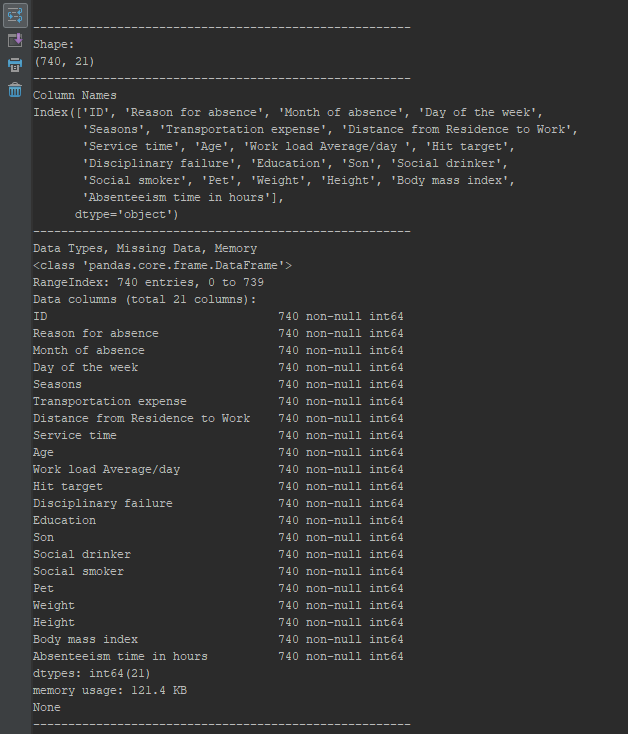 ------------------------------------------------------
Shape:
(740, 21)
------------------------------------------------------
Column Names
Index(['ID', 'Reason for absence', 'Month of absence', 'Day of the week',
       'Seasons', 'Transportation expense', 'Distance from Residence to Work',
       'Service time', 'Age', 'Work load Average/day ', 'Hit target',
       'Disciplinary failure', 'Education', 'Son', 'Social drinker',
       'Social smoker', 'Pet', 'Weight', 'Height', 'Body mass index',
       'Absenteeism time in hours'],
      dtype='object')
------------------------------------------------------
Data Types, Missing Data, Memory
<class 'pandas.core.frame.DataFrame'>
RangeIndex: 740 entries, 0 to 739
Data columns (total 21 columns):
ID                                 740 non-null int64
Reason for absence                 740 non-null int64
Month of absence                   740 non-null int64
Day of the week                    740 non-null int64
Seasons                            740 non-null int64
Transportation expense             740 non-null int64
Distance from Residence to Work    740 non-null int64
Service time                       740 non-null int64
Age                                740 non-null int64
Work load Average/day              740 non-null int64
Hit target                         740 non-null int64
Disciplinary failure               740 non-null int64
Education                          740 non-null int64
Son                                740 non-null int64
Social drinker                     740 non-null int64
Social smoker                      740 non-null int64
Pet                                740 non-null int64
Weight                             740 non-null int64
Height                             740 non-null int64
Body mass index                    740 non-null int64
Absenteeism time in hours          740 non-null int64
dtypes: int64(21)
memory usage: 121.4 KB
None
------------------------------------------------------